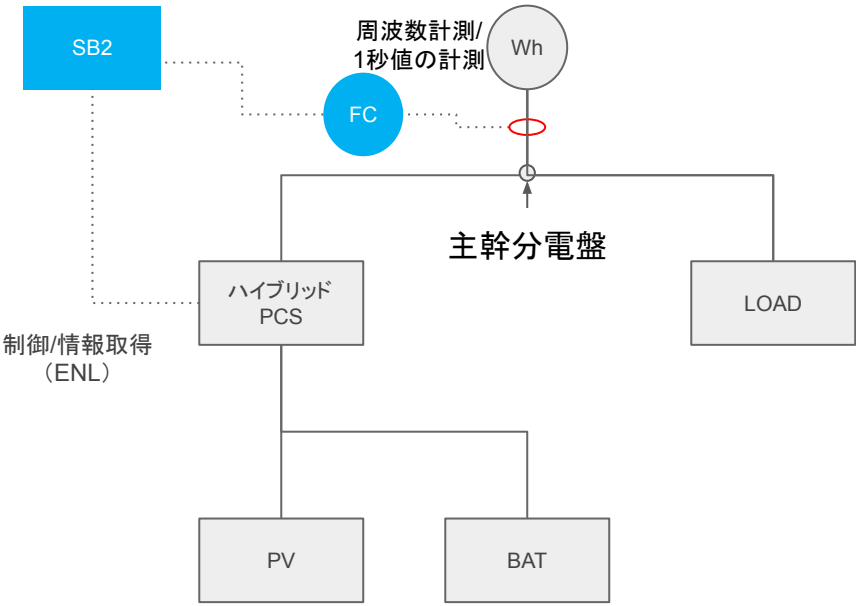 SB2
周波数計測/
1秒値の計測
Wh
FC
主幹分電盤
ハイブリッド
PCS
LOAD
制御/情報取得
（ENL）
PV
BAT